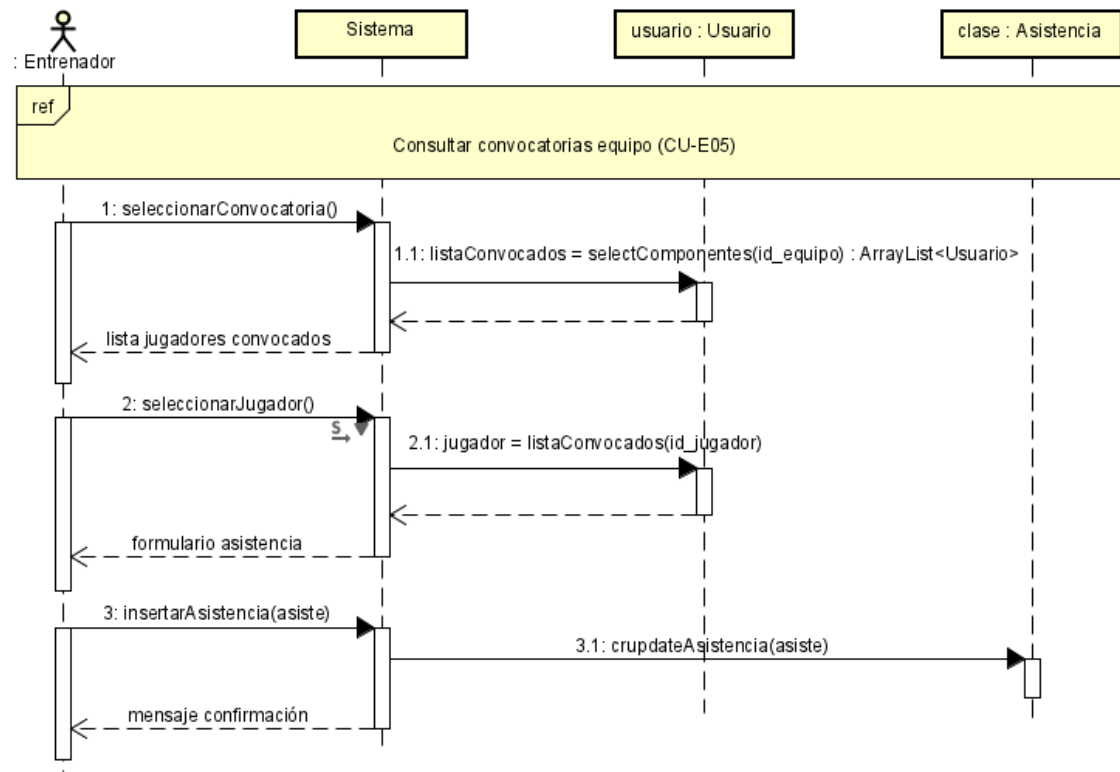 : Entrenador
Sistema
usuario : Usuario
clase : Asistencia
ref
Consultar convocatorias equipo (CU-E05)
1: seleccionarConvocatoria()
1.1: listaConvocados = selectComponentes(id_equipo) : ArrayList<Usuario>
lista jugadores convocados
2: seleccionarJugador()
S
2.1: jugador = listaConvocados(id_jugador)
formulario asistencia
3: insertarAsistencia(asiste)
3.1: crupdateAsistencia(asiste)
mensaje confirmación